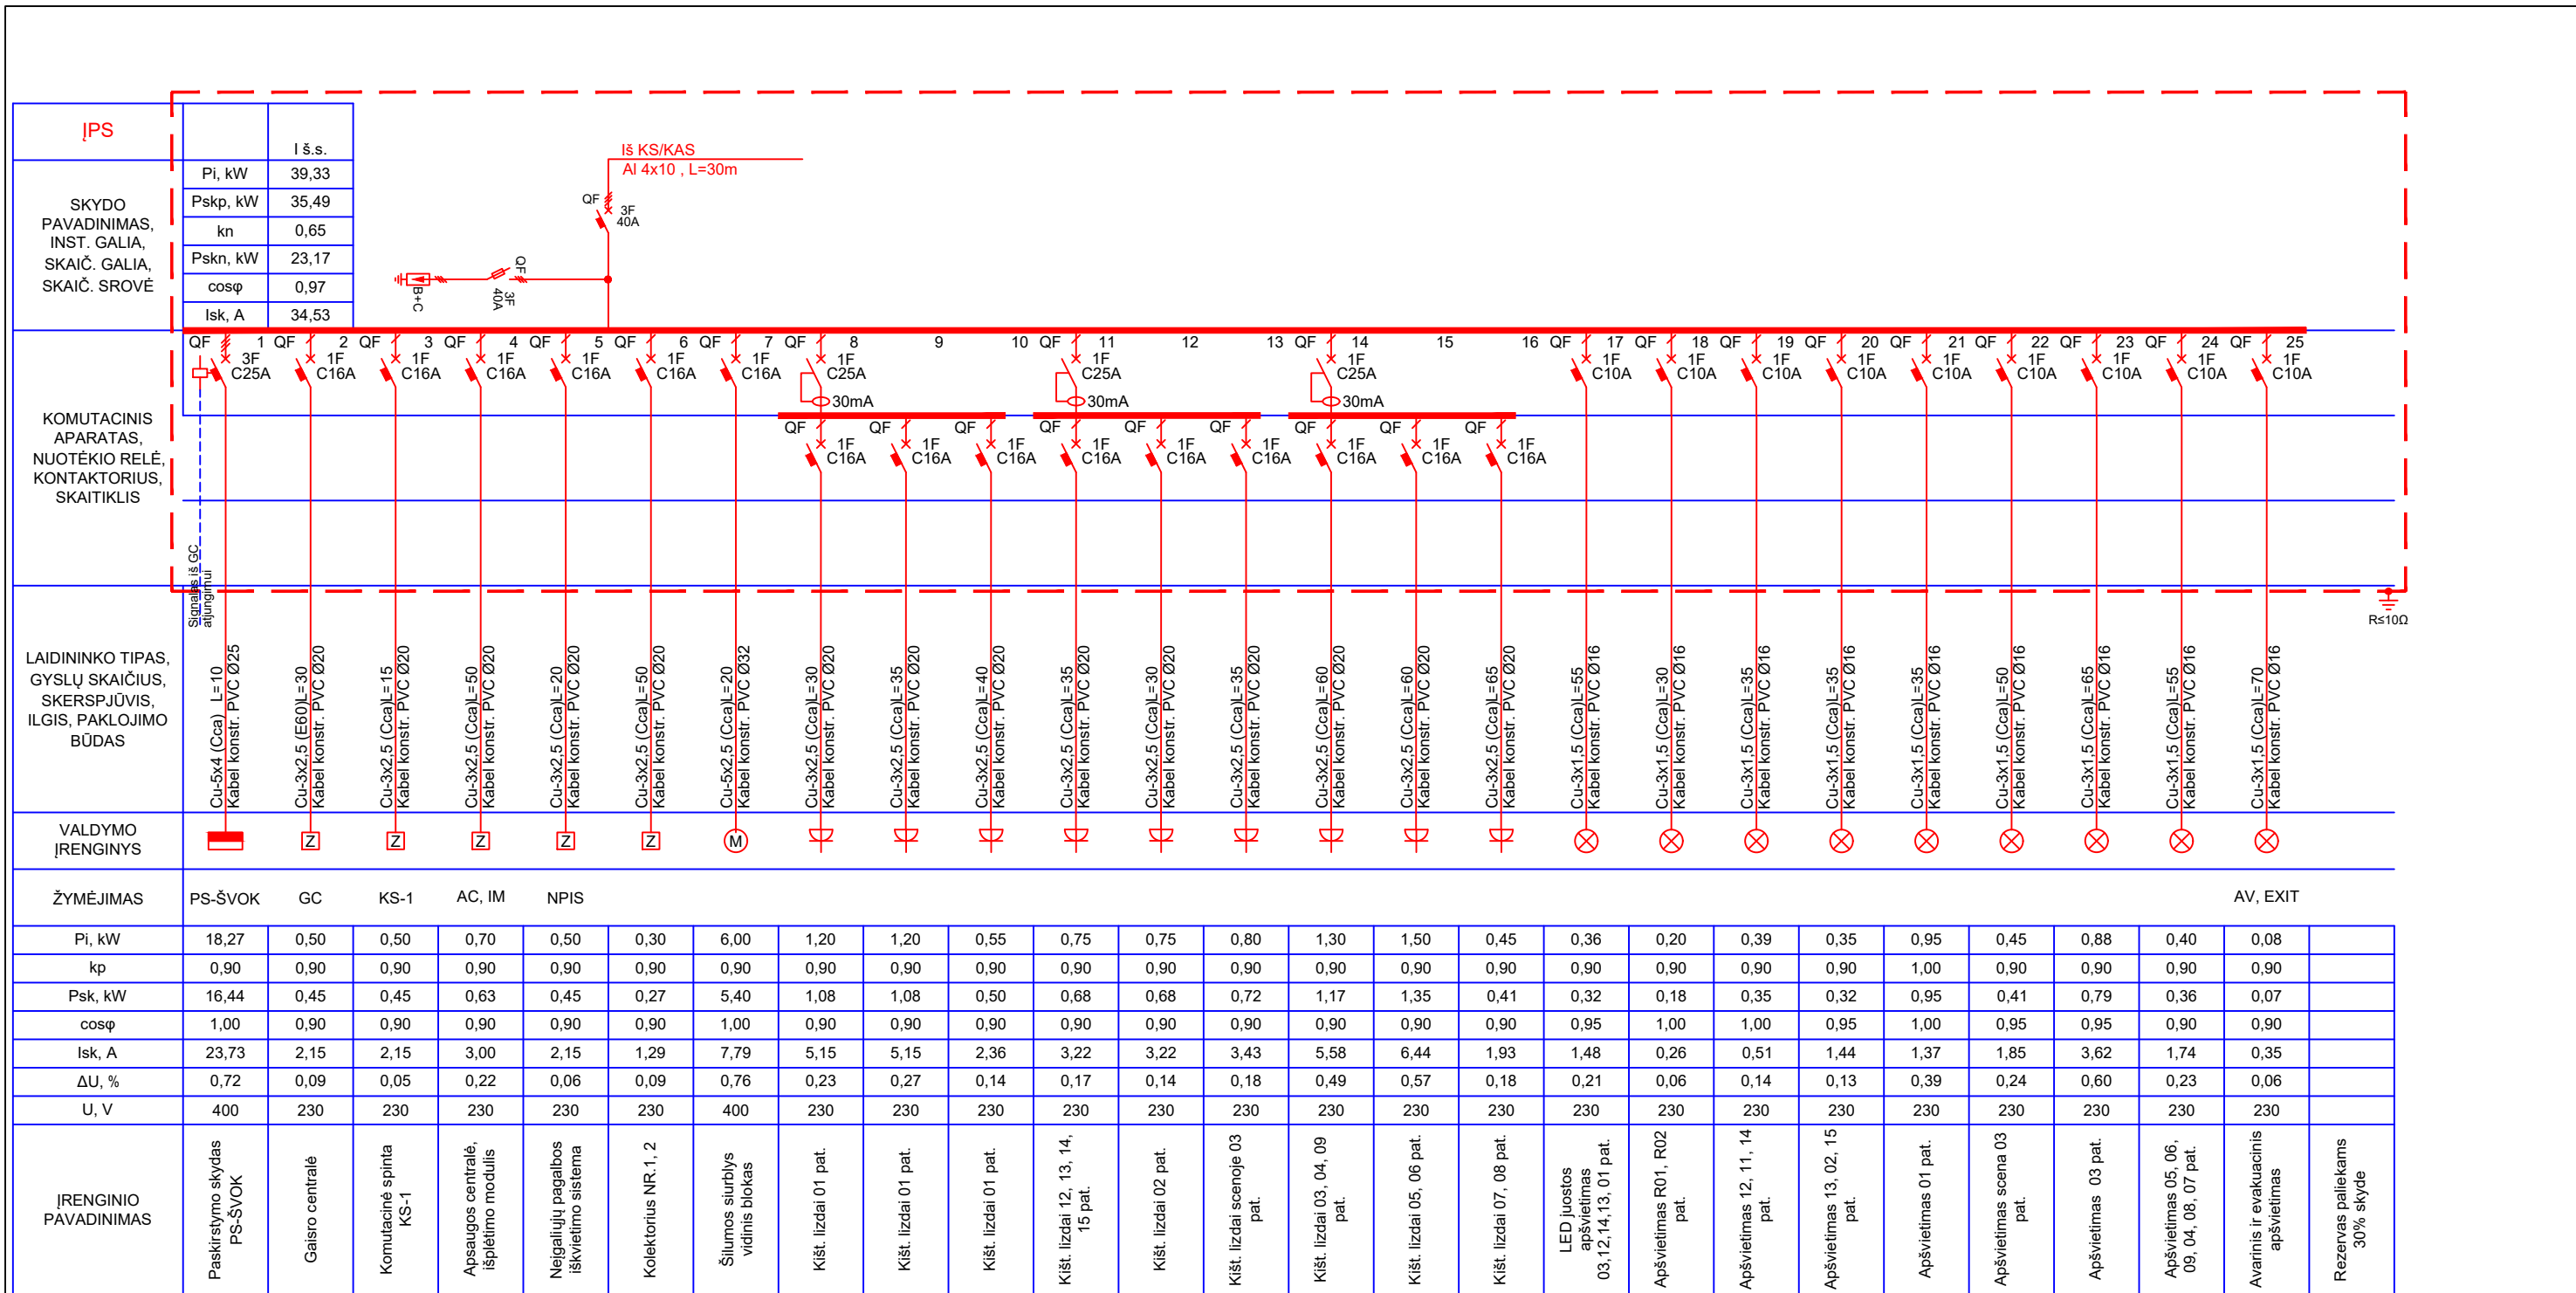 ĮPS
I š.s.
SKYDO
PAVADINIMAS,
INST. GALIA,
SKAIČ. GALIA,
SKAIČ. SROVĖ
Pi, kW 39,33
Pskp, kW 35,49
kn 0,65
Pskn, kW 23,17
cosφ 0,97
Isk, A 34,53
Iš KS/KAS
Al 4x10 , L=30m
QF 3F
40A
QF
3F
40A
B+C
KOMUTACINIS
APARATAS,
NUOTĖKIO RELĖ,
KONTAKTORIUS,
SKAITIKLIS
QF 1 QF 2 QF 3 QF 4 QF 5 QF 6 QF 7 QF 8 9 10 QF 11 12 13 QF 14 15 16 QF 17 QF 18 QF 19 QF 20 QF 21 QF 22 QF 23 QF 24 QF 25
3F 1F 1F 1F 1F 1F 1F 1F 1F 1F 1F 1F 1F 1F 1F 1F 1F 1F 1F
C25A C16A C16A C16A C16A C16A C16A C25A C25A C25A C10A C10A C10A C10A C10A C10A C10A C10A C10A
30mA 30mA 30mA
QF QF QF QF QF QF QF QF QF
1F 1F 1F 1F 1F 1F 1F 1F 1F
C16A C16A C16A C16A C16A C16A C16A C16A C16A
Signalas iš GC
atjungimui
R≤10Ω
LAIDININKO TIPAS,
GYSLŲ SKAIČIUS,
SKERSPJŪVIS,
ILGIS, PAKLOJIMO
BŪDAS
Cu-5x4 (Cca) L=10
Kabel konstr. PVC Ø25
Cu-3x2,5 (E60)L=30
Kabel konstr. PVC Ø20
Cu-3x2,5 (Cca)L=15
Kabel konstr. PVC Ø20
Cu-3x2,5 (Cca)L=50
Kabel konstr. PVC Ø20
Cu-3x2,5 (Cca)L=20
Kabel konstr. PVC Ø20
Cu-3x2,5 (Cca)L=50
Kabel konstr. PVC Ø20
Cu-5x2,5 (Cca)L=20
Kabel konstr. PVC Ø32
Cu-3x2,5 (Cca)L=30
Kabel konstr. PVC Ø20
Cu-3x2,5 (Cca)L=35
Kabel konstr. PVC Ø20
Cu-3x2,5 (Cca)L=40
Kabel konstr. PVC Ø20
Cu-3x2,5 (Cca)L=35
Kabel konstr. PVC Ø20
Cu-3x2,5 (Cca)L=30
Kabel konstr. PVC Ø20
Cu-3x2,5 (Cca)L=35
Kabel konstr. PVC Ø20
Cu-3x2,5 (Cca)L=60
Kabel konstr. PVC Ø20
Cu-3x2,5 (Cca)L=60
Kabel konstr. PVC Ø20
Cu-3x2,5 (Cca)L=65
Kabel konstr. PVC Ø20
Cu-3x1,5 (Cca)L=55
Kabel konstr. PVC Ø16
Cu-3x1,5 (Cca)L=30
Kabel konstr. PVC Ø16
Cu-3x1,5 (Cca)L=35
Kabel konstr. PVC Ø16
Cu-3x1,5 (Cca)L=35
Kabel konstr. PVC Ø16
Cu-3x1,5 (Cca)L=35
Kabel konstr. PVC Ø16
Cu-3x1,5 (Cca)L=50
Kabel konstr. PVC Ø16
Cu-3x1,5 (Cca)L=65
Kabel konstr. PVC Ø16
Cu-3x1,5 (Cca)L=55
Kabel konstr. PVC Ø16
Cu-3x1,5 (Cca)L=70
Kabel konstr. PVC Ø16
VALDYMO
ĮRENGINYS
Z Z Z Z Z M
ŽYMĖJIMAS PS-ŠVOK GC KS-1 AC, IM NPIS AV, EXIT
Pi, kW 18,27 0,50 0,50 0,70 0,50 0,30 6,00 1,20 1,20 0,55 0,75 0,75 0,80 1,30 1,50 0,45 0,36 0,20 0,39 0,35 0,95 0,45 0,88 0,40 0,08
kp 0,90 0,90 0,90 0,90 0,90 0,90 0,90 0,90 0,90 0,90 0,90 0,90 0,90 0,90 0,90 0,90 0,90 0,90 0,90 0,90 1,00 0,90 0,90 0,90 0,90
Psk, kW 16,44 0,45 0,45 0,63 0,45 0,27 5,40 1,08 1,08 0,50 0,68 0,68 0,72 1,17 1,35 0,41 0,32 0,18 0,35 0,32 0,95 0,41 0,79 0,36 0,07
cosφ 1,00 0,90 0,90 0,90 0,90 0,90 1,00 0,90 0,90 0,90 0,90 0,90 0,90 0,90 0,90 0,90 0,95 1,00 1,00 0,95 1,00 0,95 0,95 0,90 0,90
Isk, A 23,73 2,15 2,15 3,00 2,15 1,29 7,79 5,15 5,15 2,36 3,22 3,22 3,43 5,58 6,44 1,93 1,48 0,26 0,51 1,44 1,37 1,85 3,62 1,74 0,35
ΔU, % 0,72 0,09 0,05 0,22 0,06 0,09 0,76 0,23 0,27 0,14 0,17 0,14 0,18 0,49 0,57 0,18 0,21 0,06 0,14 0,13 0,39 0,24 0,60 0,23 0,06
U, V 400 230 230 230 230 230 400 230 230 230 230 230 230 230 230 230 230 230 230 230 230 230 230 230 230
ĮRENGINIO
PAVADINIMAS
Paskirstymo skydas
PS-ŠVOK
Gaisro centralė
Komutacinė spinta
KS-1
Apsaugos centralė,
išplėtimo modulis
Neįgaliųjų pagalbos
iškvietimo sistema
Kolektorius NR.1, 2
Šilumos siurblys
vidinis blokas
Kišt. lizdai 01 pat.
Kišt. lizdai 01 pat.
Kišt. lizdai 01 pat.
Kišt. lizdai 12, 13, 14,
15 pat.
Kišt. lizdai 02 pat.
Kišt. lizdai scenoje 03
pat.
Kišt. lizdai 03, 04, 09
pat.
Kišt. lizdai 05, 06 pat.
Kišt. lizdai 07, 08 pat.
LED juostos
apšvietimas
03,12,14,13, 01 pat.
Apšvietimas R01, R02
pat.
Apšvietimas 12, 11, 14
pat.
Apšvietimas 13, 02, 15
pat.
Apšvietimas 01 pat.
Apšvietimas scena 03
pat.
Apšvietimas 03 pat.
Apšvietimas 05, 06,
09, 04, 08, 07 pat.
Avarinis ir evakuacinis
apšvietimas
Rezervas paliekams
30% skyde